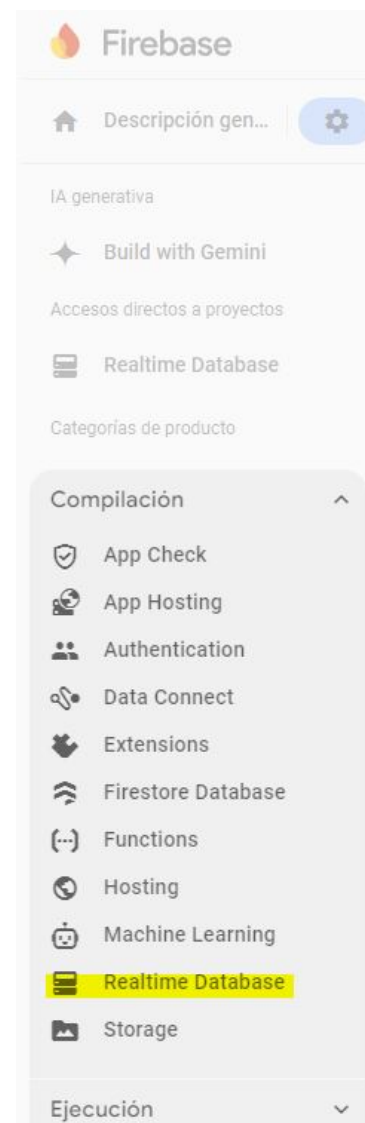 Firebase
Descripción gen...
IA generativa
Build with Gemini
Accesos directos a proyectos
Realtime Database
Categorías de producto
Compilación
App Check
App Hosting
Authentication
Data Connect
Extensions
Firestore Database
Functions
Hosting
Machine Learning
Realtime Database
Storage
Ejecución